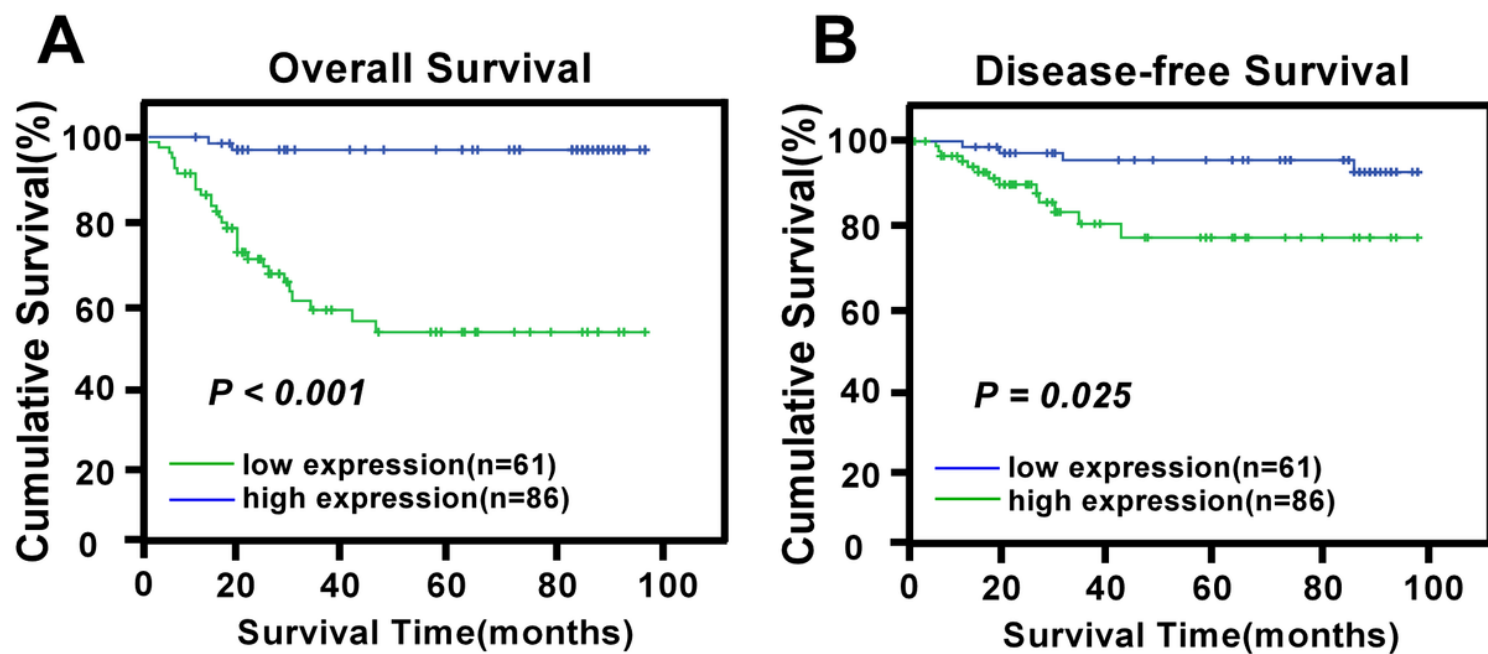 A
Overall Survival
Cumulative Survival(%)
100
80
60
40
20
0
P < 0.001
low expression(n=61)
high expression(n=86)
0 20 40 60 80 100
Survival Time(months)
B
Disease-free Survival
Cumulative Survival(%)
100
80
60
40
20
0
P = 0.025
low expression(n=61)
high expression(n=86)
0 20 40 60 80 100
Survival Time(months)